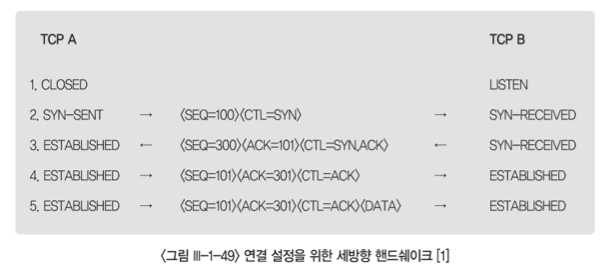 TCP A TCP B
1. CLOSED LISTEN
2. SYN-SENT → 〈SEQ=100〉〈CTL=SYN〉 → SYN-RECEIVED
3. ESTABLISHED ← 〈SEQ=300〉〈ACK=101〉〈CTL=SYN,ACK〉 ← SYN-RECEIVED
4. ESTABLISHED → 〈SEQ=101〉〈ACK=301〉〈CTL=ACK〉 → ESTABLISHED
5. ESTABLISHED → 〈SEQ=101〉〈ACK=301〉〈CTL=ACK〉〈DATA〉 → ESTABLISHED
〈그림 Ⅲ-1-49〉 연결 설정을 위한 세방향 핸드쉐이크 [1]